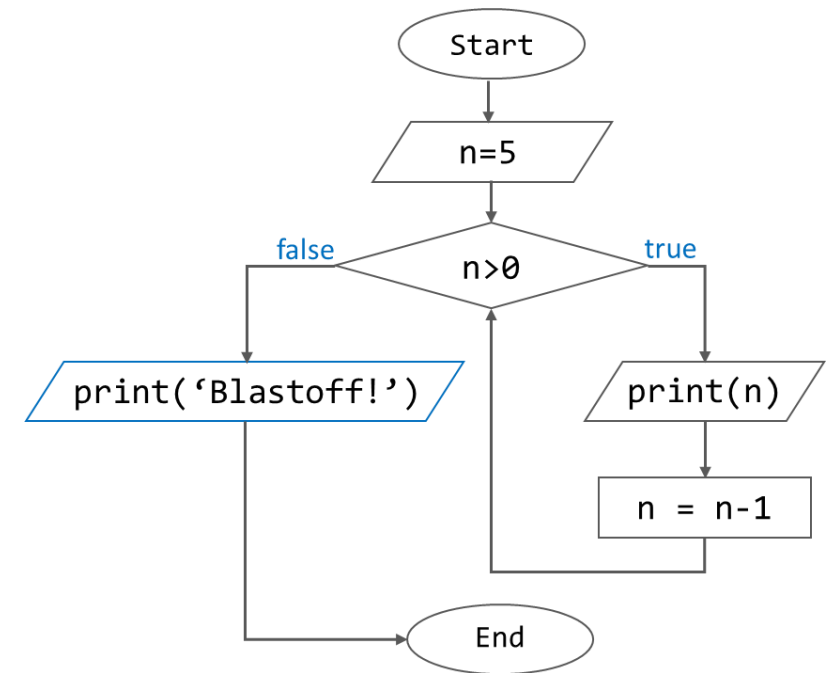 Start
n=5
false
true
n>0
print(‘Blastoff!’)
print(n)
n = n-1
End